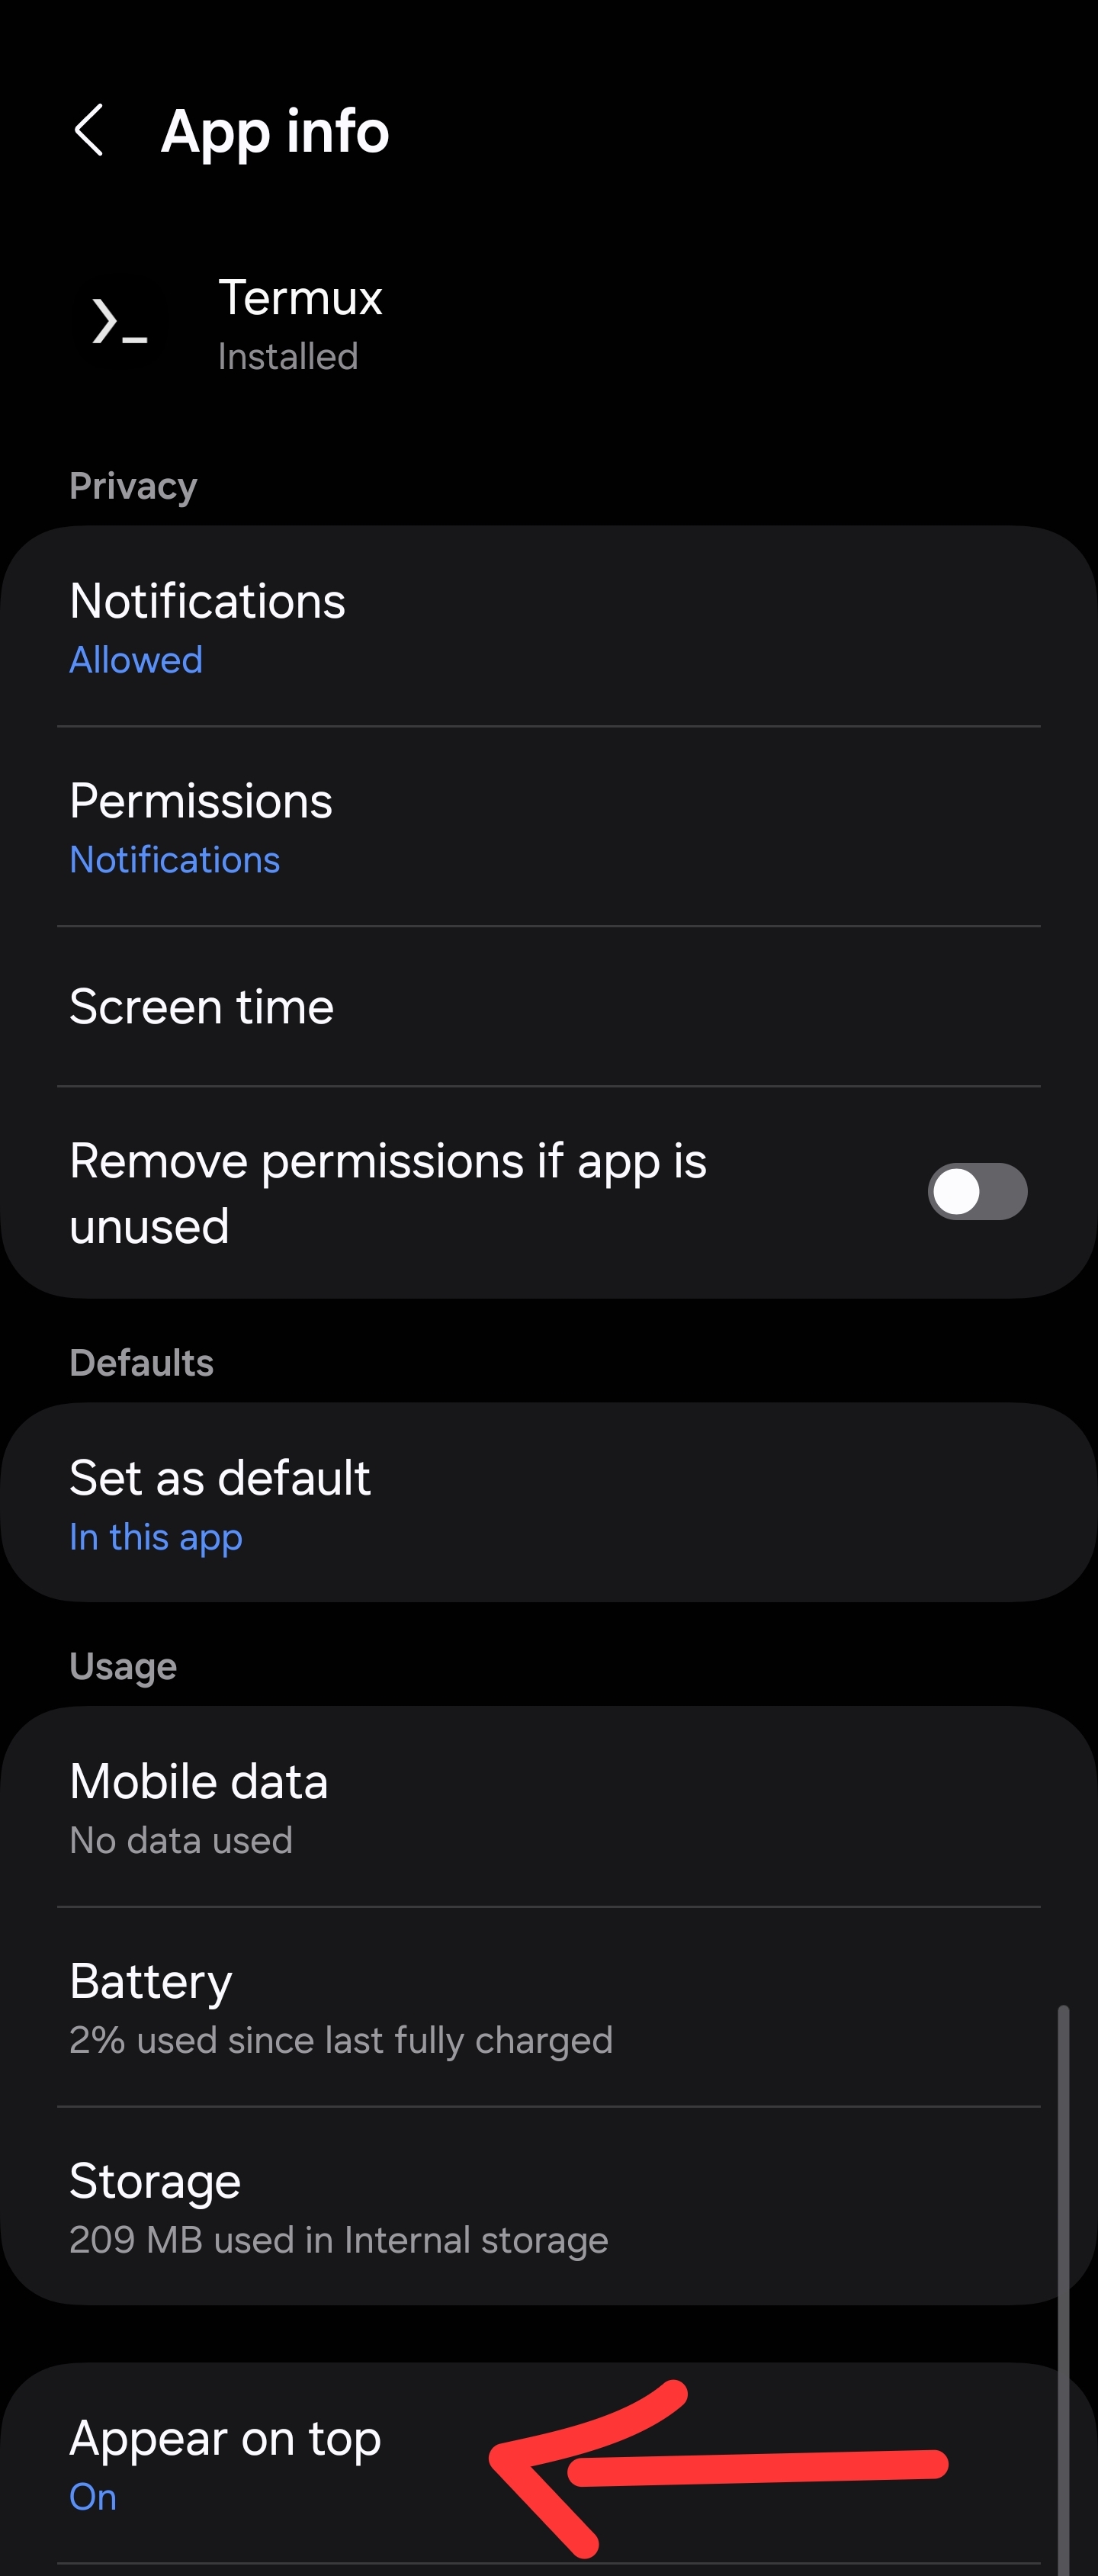 App info
Termux
Installed
Privacy
Notifications
Allowed
Permissions
Notifications
Screen time
Remove permissions if app is
unused
Defaults
Set as default
In this app
Usage
Mobile data
No data used
Battery
2% used since last fully charged
Storage
209 MB used in Internal storage
Appear on top
On